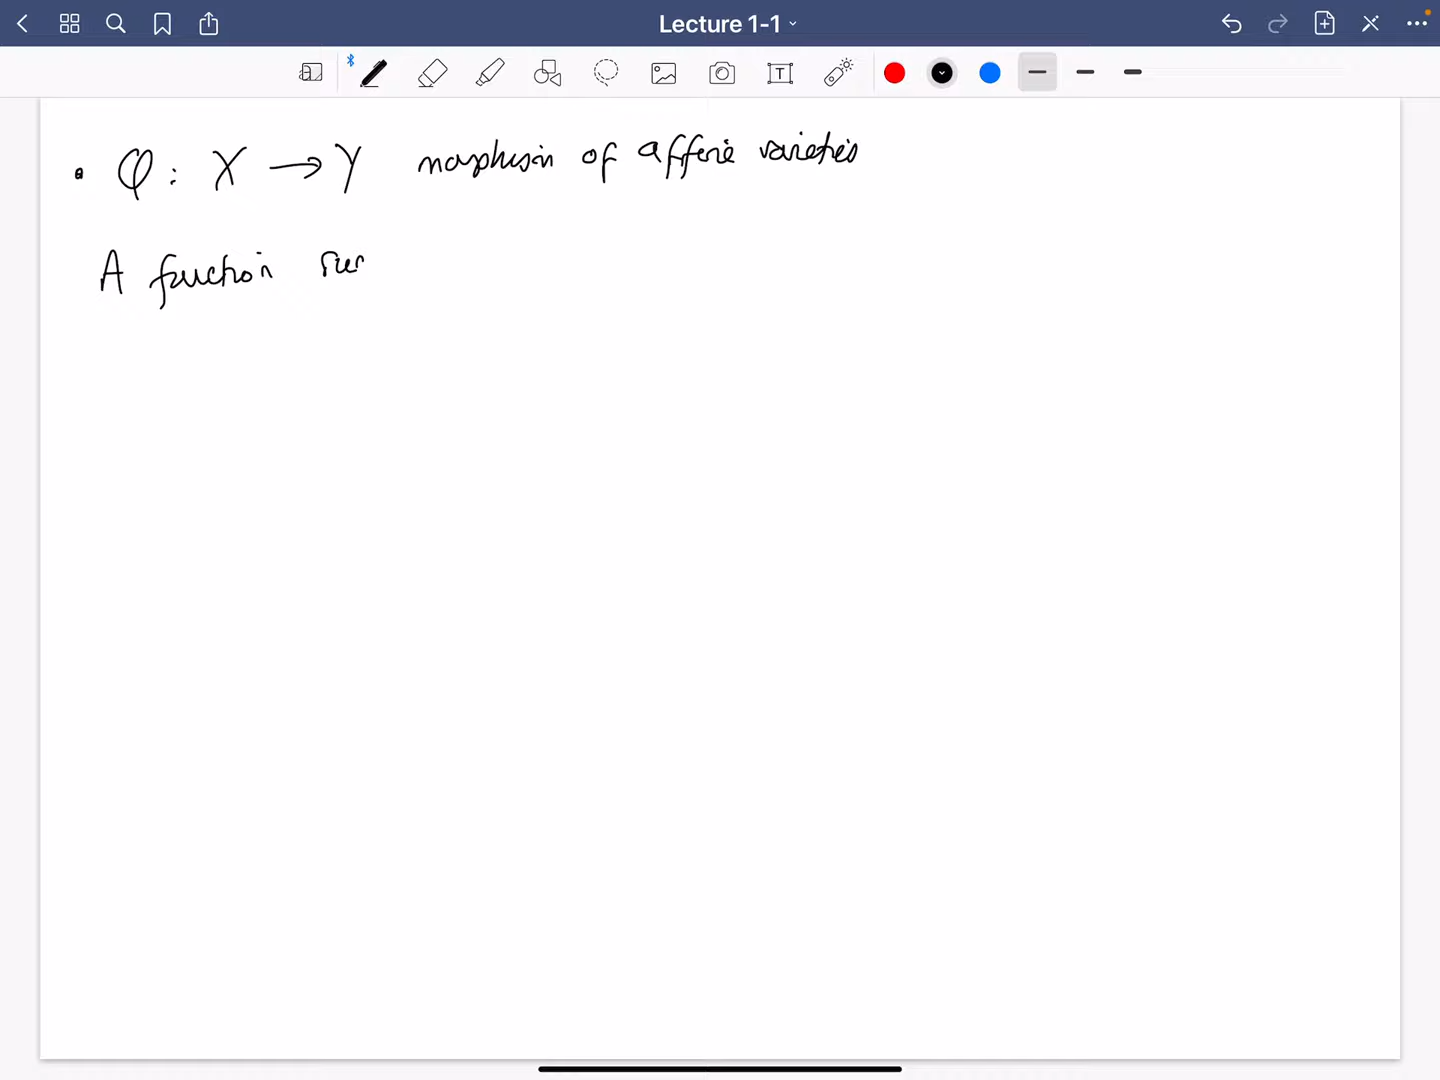 Lecture 1-1
T
• φ: X → Y morphism of affine varieties
A function